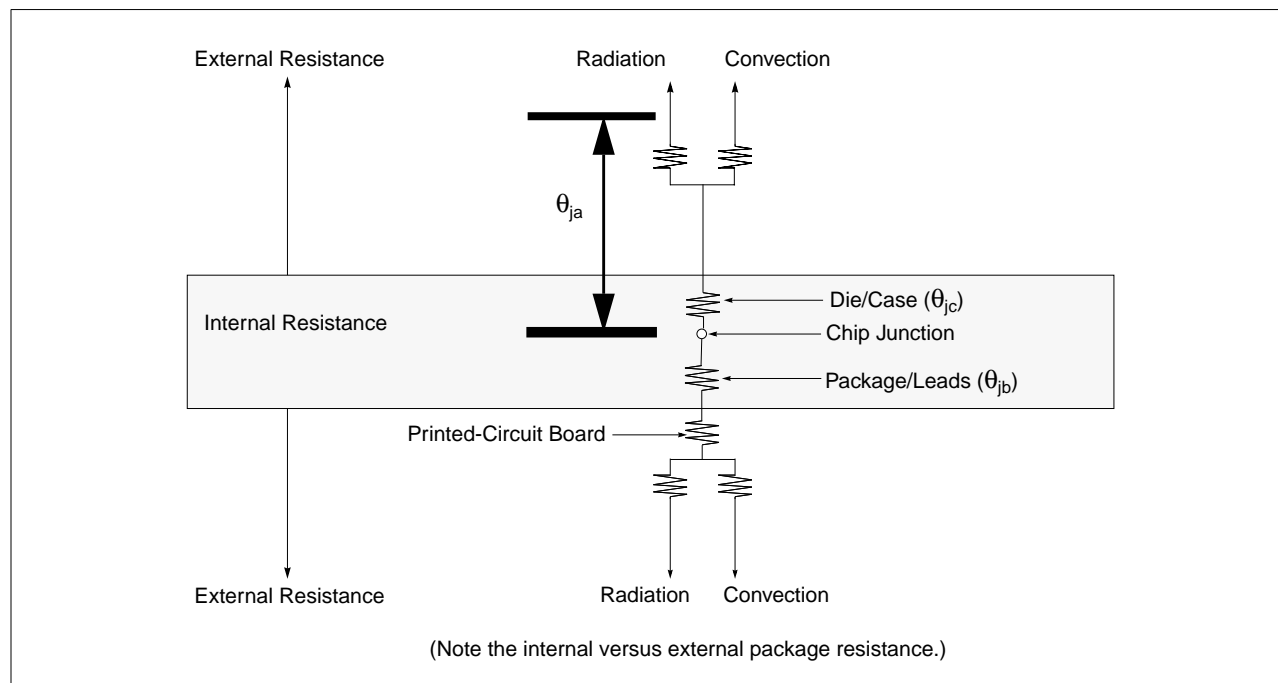 External Resistance
Radiation
Convection
θja
Die/Case (θjc)
Internal Resistance
Chip Junction
Package/Leads (θjb)
Printed-Circuit Board
External Resistance
Radiation
Convection
(Note the internal versus external package resistance.)